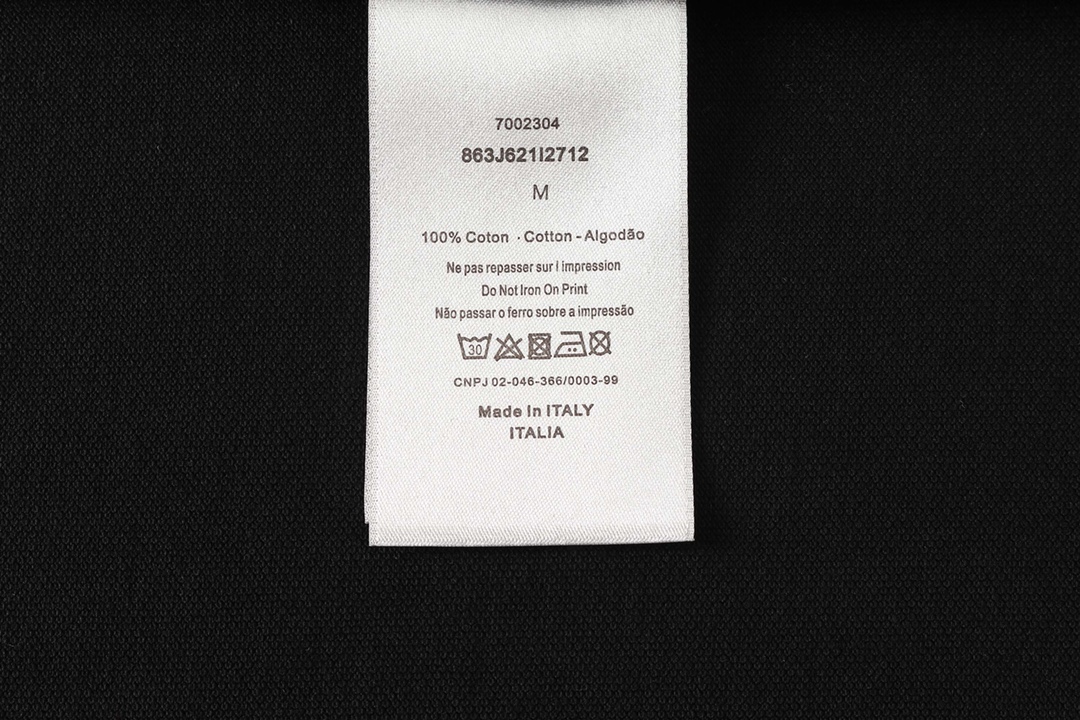 7002304
863J621I2712
M
100% Coton · Cotton - Algodão
Ne pas repasser sur l impression
Do Not Iron On Print
Não passar o ferro sobre a impressão
30
CNPJ 02-046-366/0003-99
Made In ITALY
ITALIA